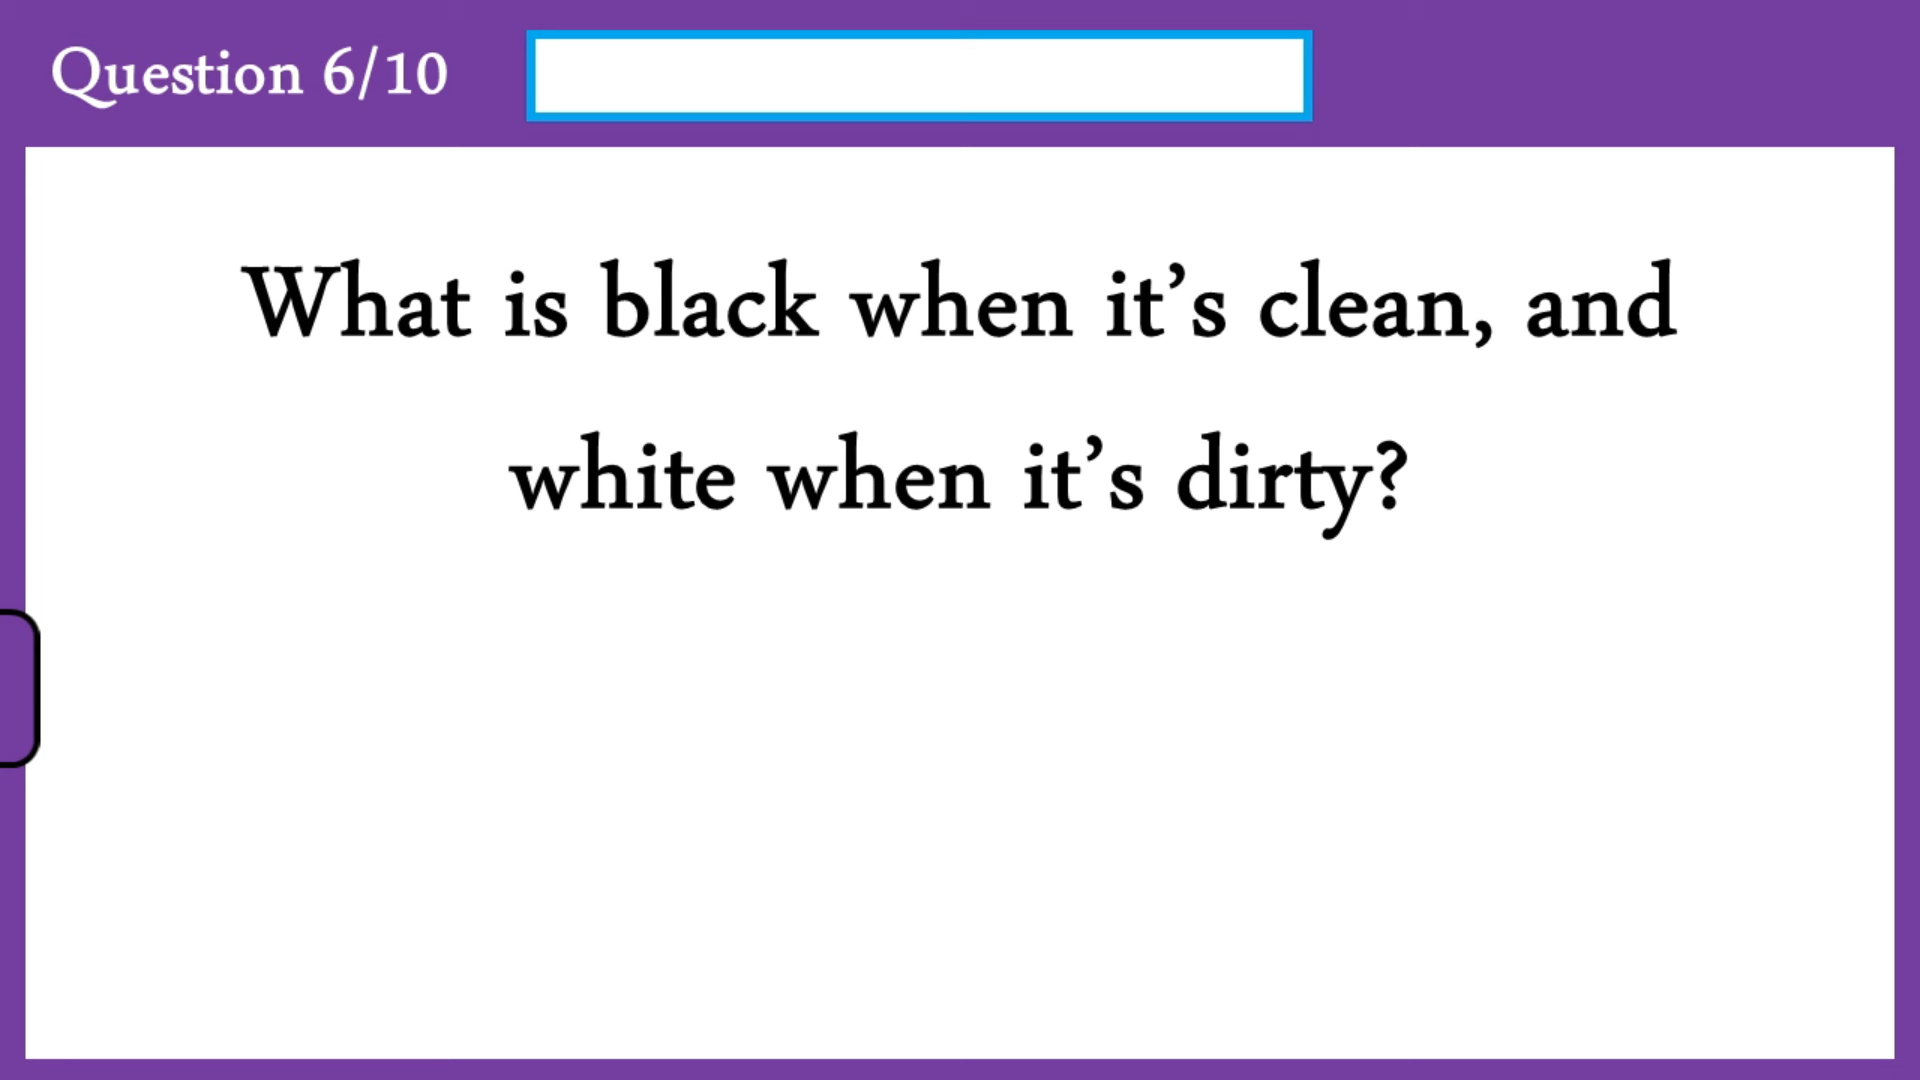 Question 6/10
What is black when it’s clean, and
white when it’s dirty?